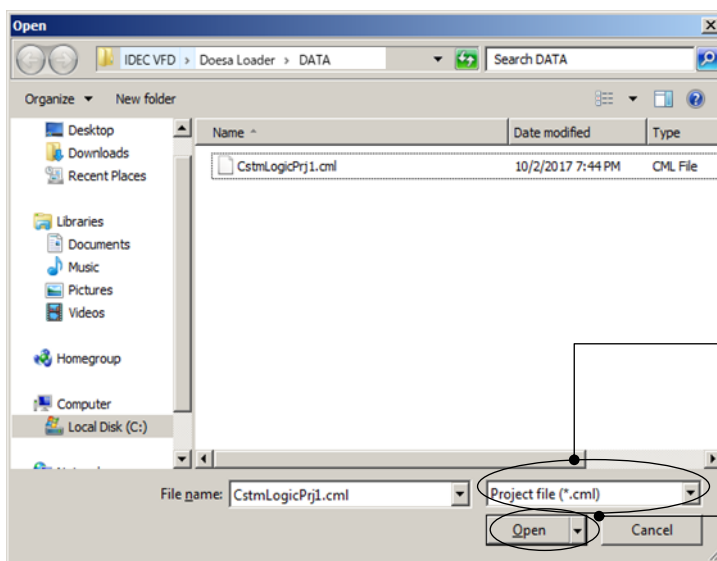 Open
IDEC VFD
Doesa Loader
DATA
Search DATA
Organize
New folder
Desktop
Downloads
Recent Places
Libraries
Documents
Music
Pictures
Videos
Homegroup
Computer
Local Disk (C:)
Name
Date modified
Type
CstmLogicPrj1.cml
10/2/2017 7:44 PM
CML File
File name:
CstmLogicPrj1.cml
Project file (*.cml)
Open
Cancel